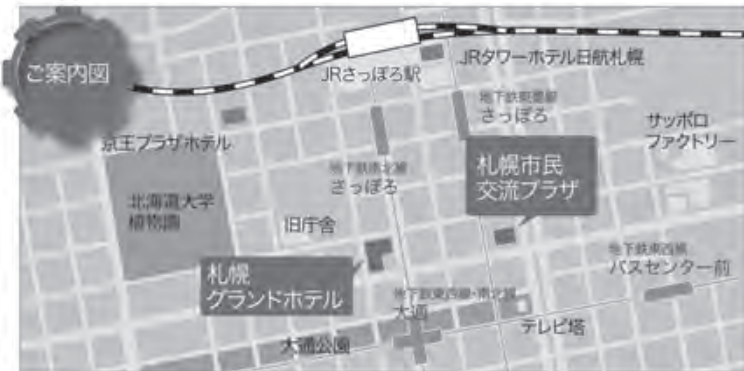 ご案内図
JRさっぽろ駅
JRタワーホテル日航札幌
地下鉄東豊線
さっぽろ
サッポロ
ファクトリー
京王プラザホテル
地下鉄南北線
さっぽろ
札幌市民
交流プラザ
北海道大学
植物園
旧庁舎
地下鉄東西線
バスセンター前
札幌
グランドホテル
地下鉄東西線・南北線
大通
テレビ塔
大通公園